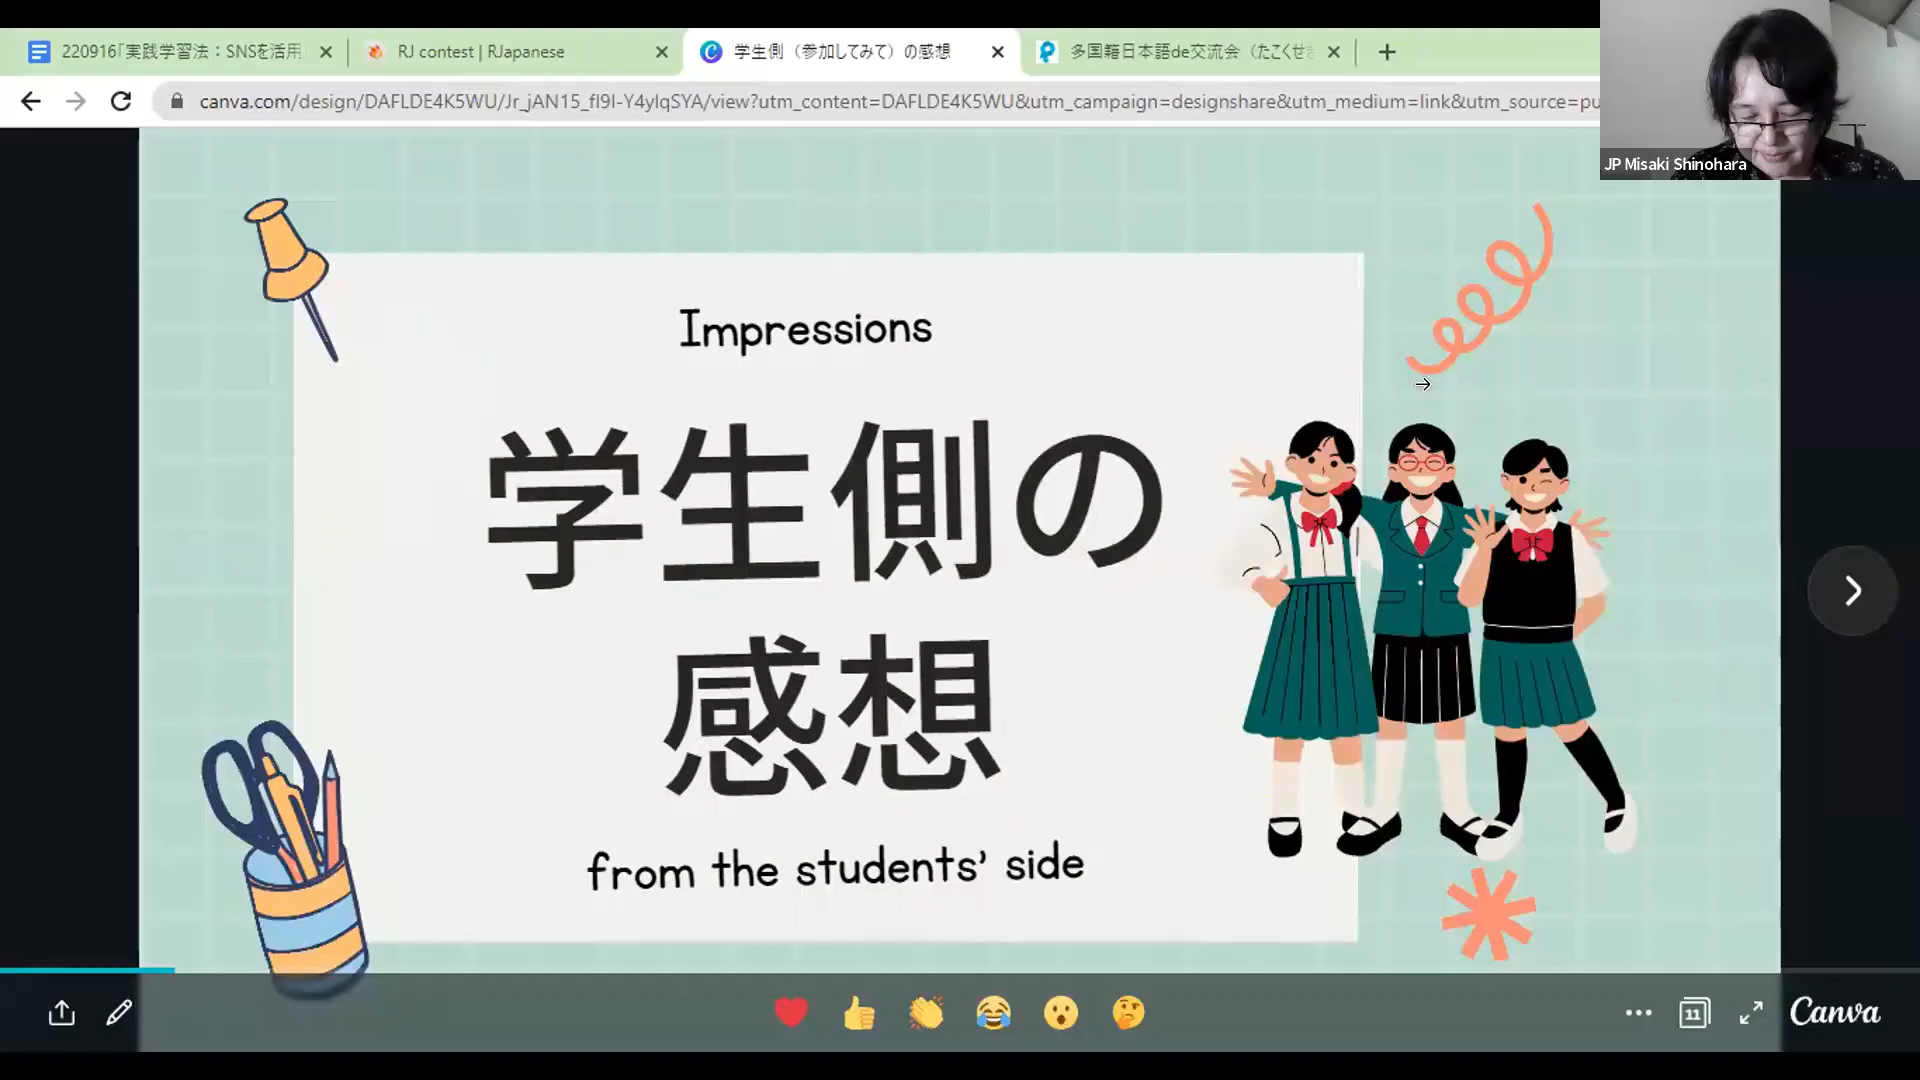 220916「実践学習法：SNSを活用
RJ contest | RJapanese
学生側（参加してみて）の感想
多国籍日本語de交流会（たこくせき
canva.com/design/DAFLDE4K5WU/Jr_jAN15_fI9I-Y4yIqSYA/view?utm_content=DAFLDE4K5WU&utm_campaign=designshare&utm_medium=link&utm_source=pu
JP Misaki Shinohara
Impressions
学生側の
感想
from the students' side
11
Canva